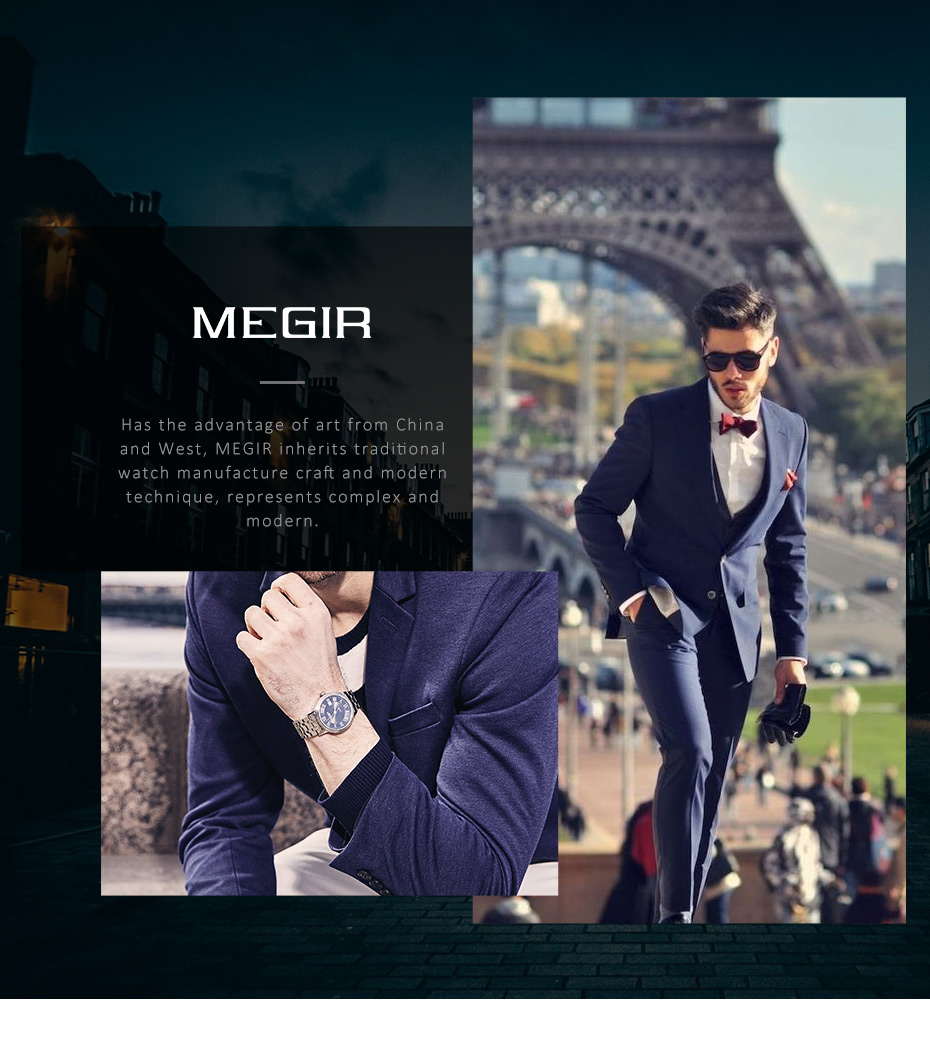 MEGIR
Has the advantage of art from China
and West, MEGIR inherits traditional
watch manufacture craft and modern
technique, represents complex and
modern.